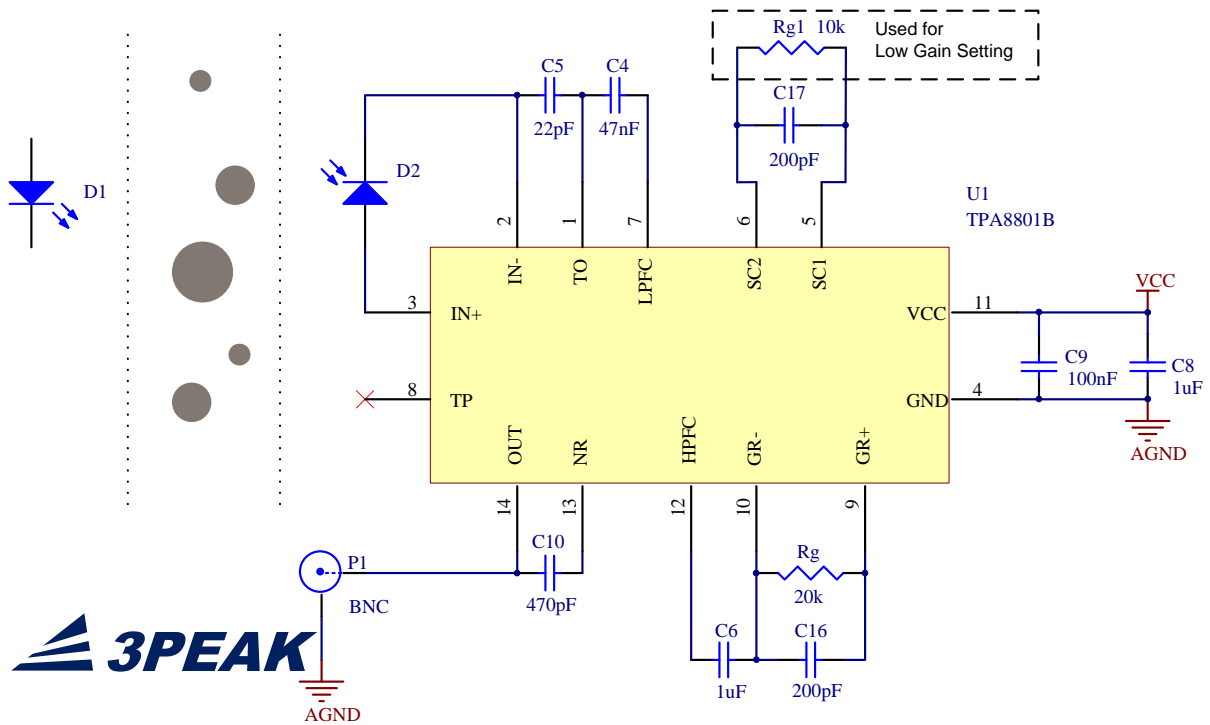 Rg1 10k
Used for
Low Gain Setting
C5
C4
C17
22pF
47nF
200pF
D1
D2
U1
TPA8801B
2
1
7
6
5
IN-
TO
LPFC
SC2
SC1
3
IN+
VCC
11
VCC
C9
100nF
C8
1uF
8
TP
GND
4
AGND
OUT
NR
HPFC
GR-
GR+
14
13
12
10
9
P1
BNC
C10
470pF
Rg
20k
C6
1uF
C16
200pF
3PEAK
AGND